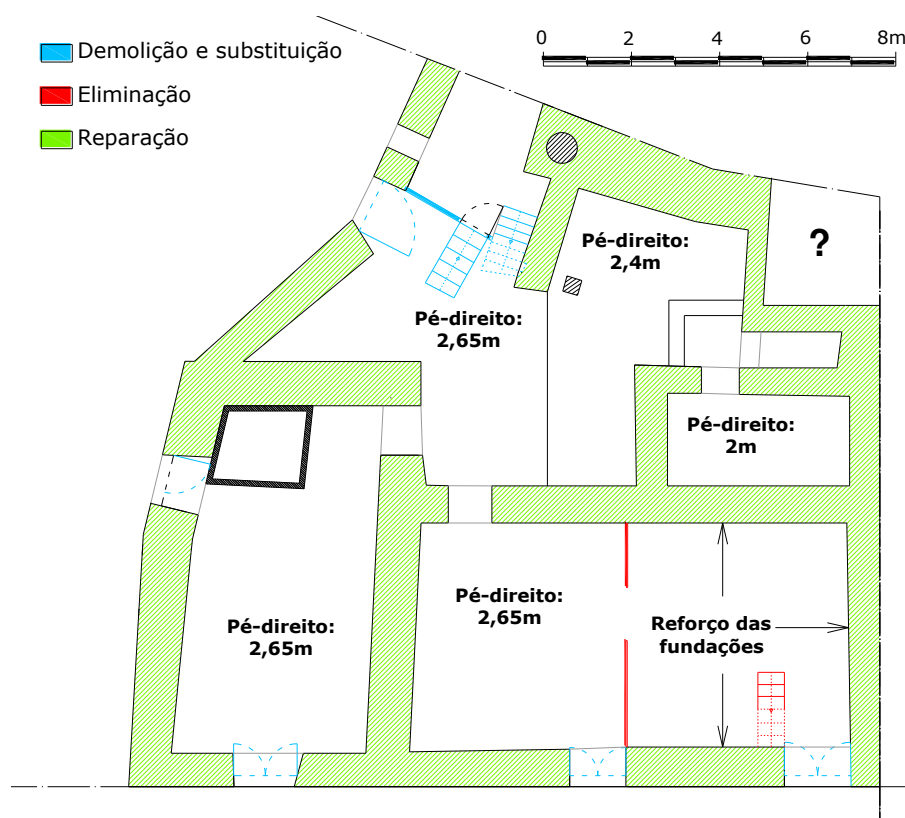 0 2 4 6 8m
Demolição e substituição
Eliminação
Reparação
Pé-direito:
2,4m
?
Pé-direito:
2,65m
Pé-direito:
2m
Pé-direito:
2,65m
Pé-direito:
2,65m
Reforço das
fundações